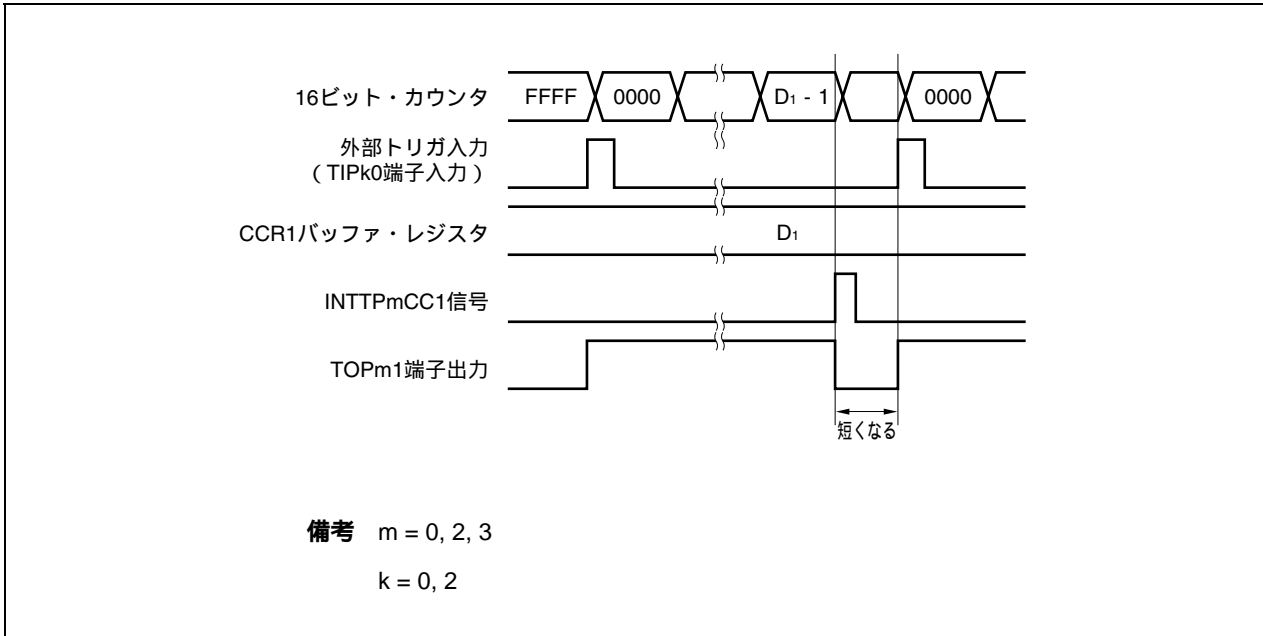 16ビット・カウンタ FFFF 0000 D1 - 1 0000
外部トリガ入力
（TIPk0端子入力）
CCR1バッファ・レジスタ D1
INTTPmCC1信号
TOPm1端子出力
短くなる
備考 m = 0, 2, 3
k = 0, 2